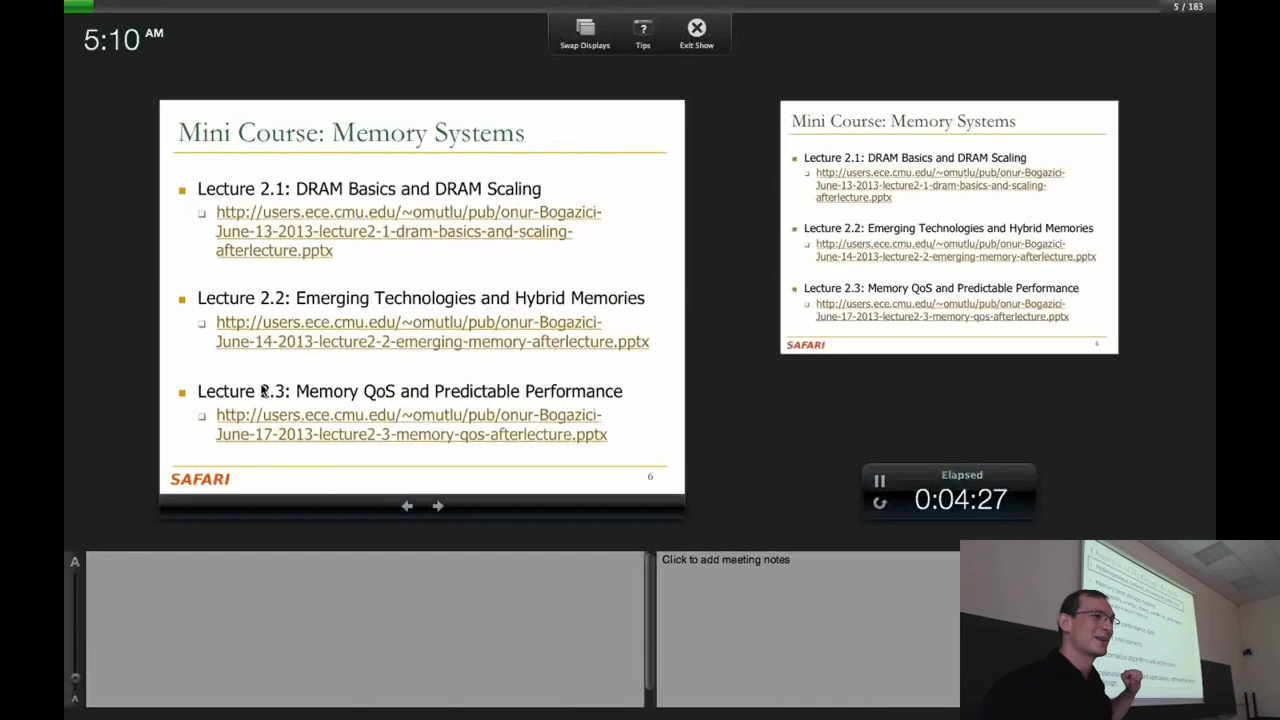 5 / 183
5:10 AM
Swap Displays
Tips
Exit Show
Mini Course: Memory Systems
Lecture 2.1: DRAM Basics and DRAM Scaling
http://users.ece.cmu.edu/~omutlu/pub/onur-Bogazici-
June-13-2013-lecture2-1-dram-basics-and-scaling-
afterlecture.pptx
Lecture 2.2: Emerging Technologies and Hybrid Memories
http://users.ece.cmu.edu/~omutlu/pub/onur-Bogazici-
June-14-2013-lecture2-2-emerging-memory-afterlecture.pptx
Lecture 2.3: Memory QoS and Predictable Performance
http://users.ece.cmu.edu/~omutlu/pub/onur-Bogazici-
June-17-2013-lecture2-3-memory-qos-afterlecture.pptx
SAFARI
6
Mini Course: Memory Systems
Lecture 2.1: DRAM Basics and DRAM Scaling
http://users.ece.cmu.edu/~omutlu/pub/onur-Bogazici-
June-13-2013-lecture2-1-dram-basics-and-scaling-
afterlecture.pptx
Lecture 2.2: Emerging Technologies and Hybrid Memories
http://users.ece.cmu.edu/~omutlu/pub/onur-Bogazici-
June-14-2013-lecture2-2-emerging-memory-afterlecture.pptx
Lecture 2.3: Memory QoS and Predictable Performance
http://users.ece.cmu.edu/~omutlu/pub/onur-Bogazici-
June-17-2013-lecture2-3-memory-qos-afterlecture.pptx
SAFARI
6
Elapsed
0:04:27
A
A
Click to add meeting notes